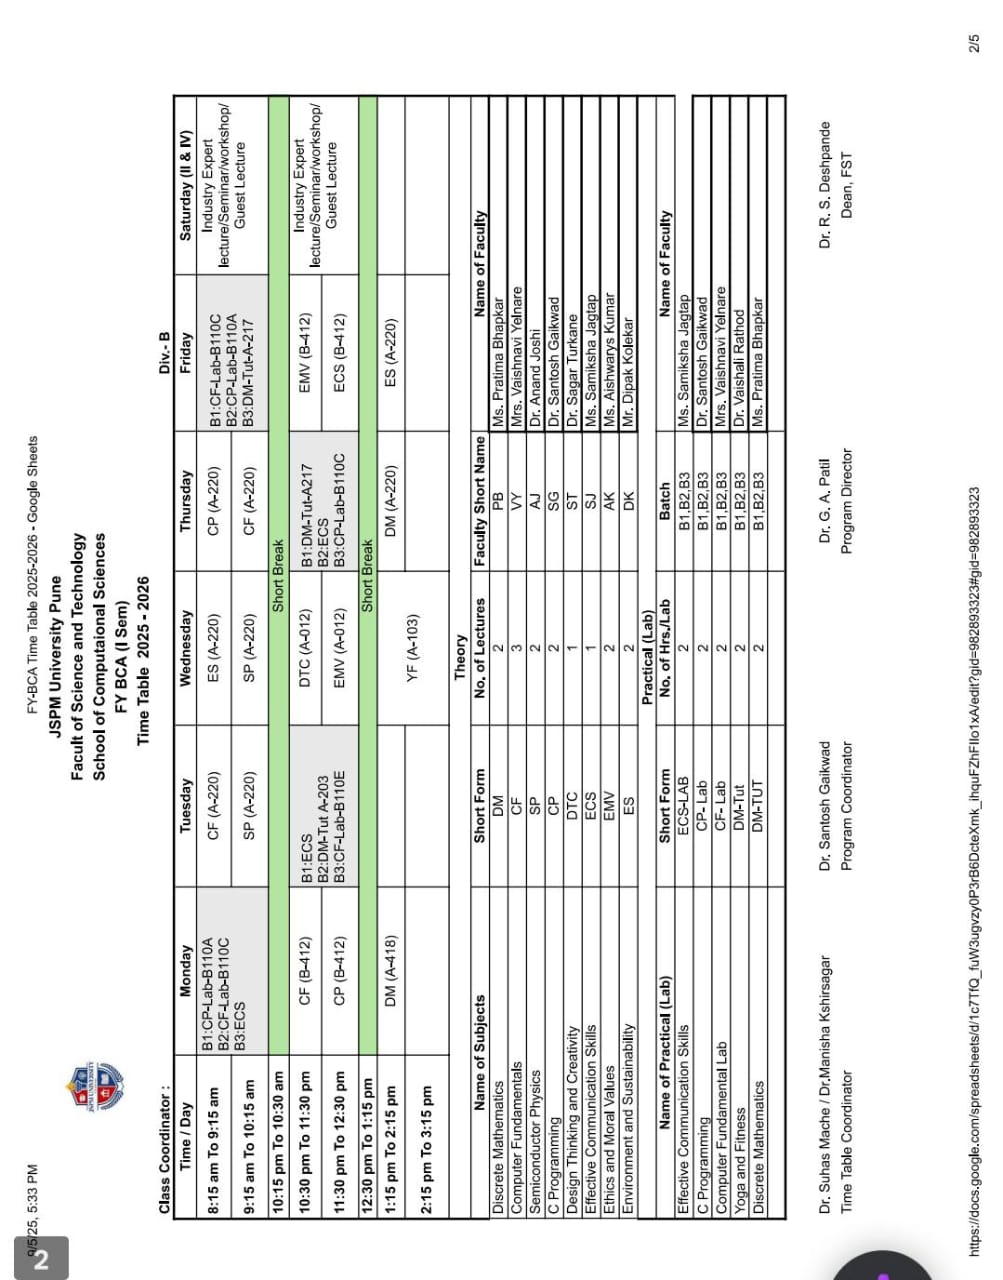 9/5/25, 5:33 PM
FY-BCA Time Table 2025-2026 - Google Sheets
JSPM University Pune
Facult of Science and Technology
School of Computaional Sciences
FY BCA (I Sem)
Time Table 2025 - 2026
JSPM UNIVERSITY
Class Coordinator :
Div.- B
Time / Day
Monday
Tuesday
Wednesday
Thursday
Friday
Saturday (II & IV)
8:15 am To 9:15 am
B1:CP-Lab-B110A
B2:CF-Lab-B110C
B3:ECS
CF (A-220)
ES (A-220)
CP (A-220)
B1:CF-Lab-B110C
B2:CP-Lab-B110A
B3:DM-Tut-A-217
Industry Expert
lecture/Seminar/workshop/
Guest Lecture
9:15 am To 10:15 am
SP (A-220)
SP (A-220)
CF (A-220)
10:15 pm To 10:30 am
Short Break
10:30 pm To 11:30 pm
CF (B-412)
B1:ECS
B2:DM-Tut A-203
B3:CF-Lab-B110E
DTC (A-012)
B1:DM-Tut-A217
B2:ECS
B3:CP-Lab-B110C
EMV (B-412)
Industry Expert
lecture/Seminar/workshop/
Guest Lecture
11:30 pm To 12:30 pm
CP (B-412)
EMV (A-012)
ECS (B-412)
12:30 pm To 1:15 pm
Short Break
1:15 pm To 2:15 pm
DM (A-418)
YF (A-103)
DM (A-220)
ES (A-220)
2:15 pm To 3:15 pm
Theory
Name of Subjects
Short Form
No. of Lectures
Faculty Short Name
Name of Faculty
Discrete Mathematics DM 2 PB Ms. Pratima Bhapkar
Computer Fundamentals CF 3 VY Mrs. Vaishnavi Yelnare
Semiconductor Physics SP 2 AJ Dr. Anand Joshi
C Programming CP 2 SG Dr. Santosh Gaikwad
Design Thinking and Creativity DTC 1 ST Dr. Sagar Turkane
Effective Communication Skills ECS 1 SJ Ms. Samiksha Jagtap
Ethics and Moral Values EMV 2 AK Ms. Aishwarys Kumar
Environment and Sustainability ES 2 DK Mr. Dipak Kolekar
Practical (Lab)
Name of Practical (Lab)
Short Form
No. of Hrs./Lab
Batch
Name of Faculty
Effective Communication Skills ECS-LAB 2 B1,B2,B3 Ms. Samiksha Jagtap
C Programming CP- Lab 2 B1,B2,B3 Dr. Santosh Gaikwad
Computer Fundamental Lab CF- Lab 2 B1,B2,B3 Mrs. Vaishnavi Yelnare
Yoga and Fitness DM-Tut 2 B1,B2,B3 Dr. Vaishali Rathod
Discrete Mathematics DM-TUT 2 B1,B2,B3 Ms. Pratima Bhapkar
Dr. Suhas Mache / Dr.Manisha Kshirsagar
Time Table Coordinator
Dr. Santosh Gaikwad
Program Coordinator
Dr. G. A. Patil
Program Director
Dr. R. S. Deshpande
Dean, FST
https://docs.google.com/spreadsheets/d/1c7TfQ_fuW3ugvzy0P3rB6DcteXmk_ihquFZhFIlo1xA/edit?gid=982893323#gid=982893323
2/5
2